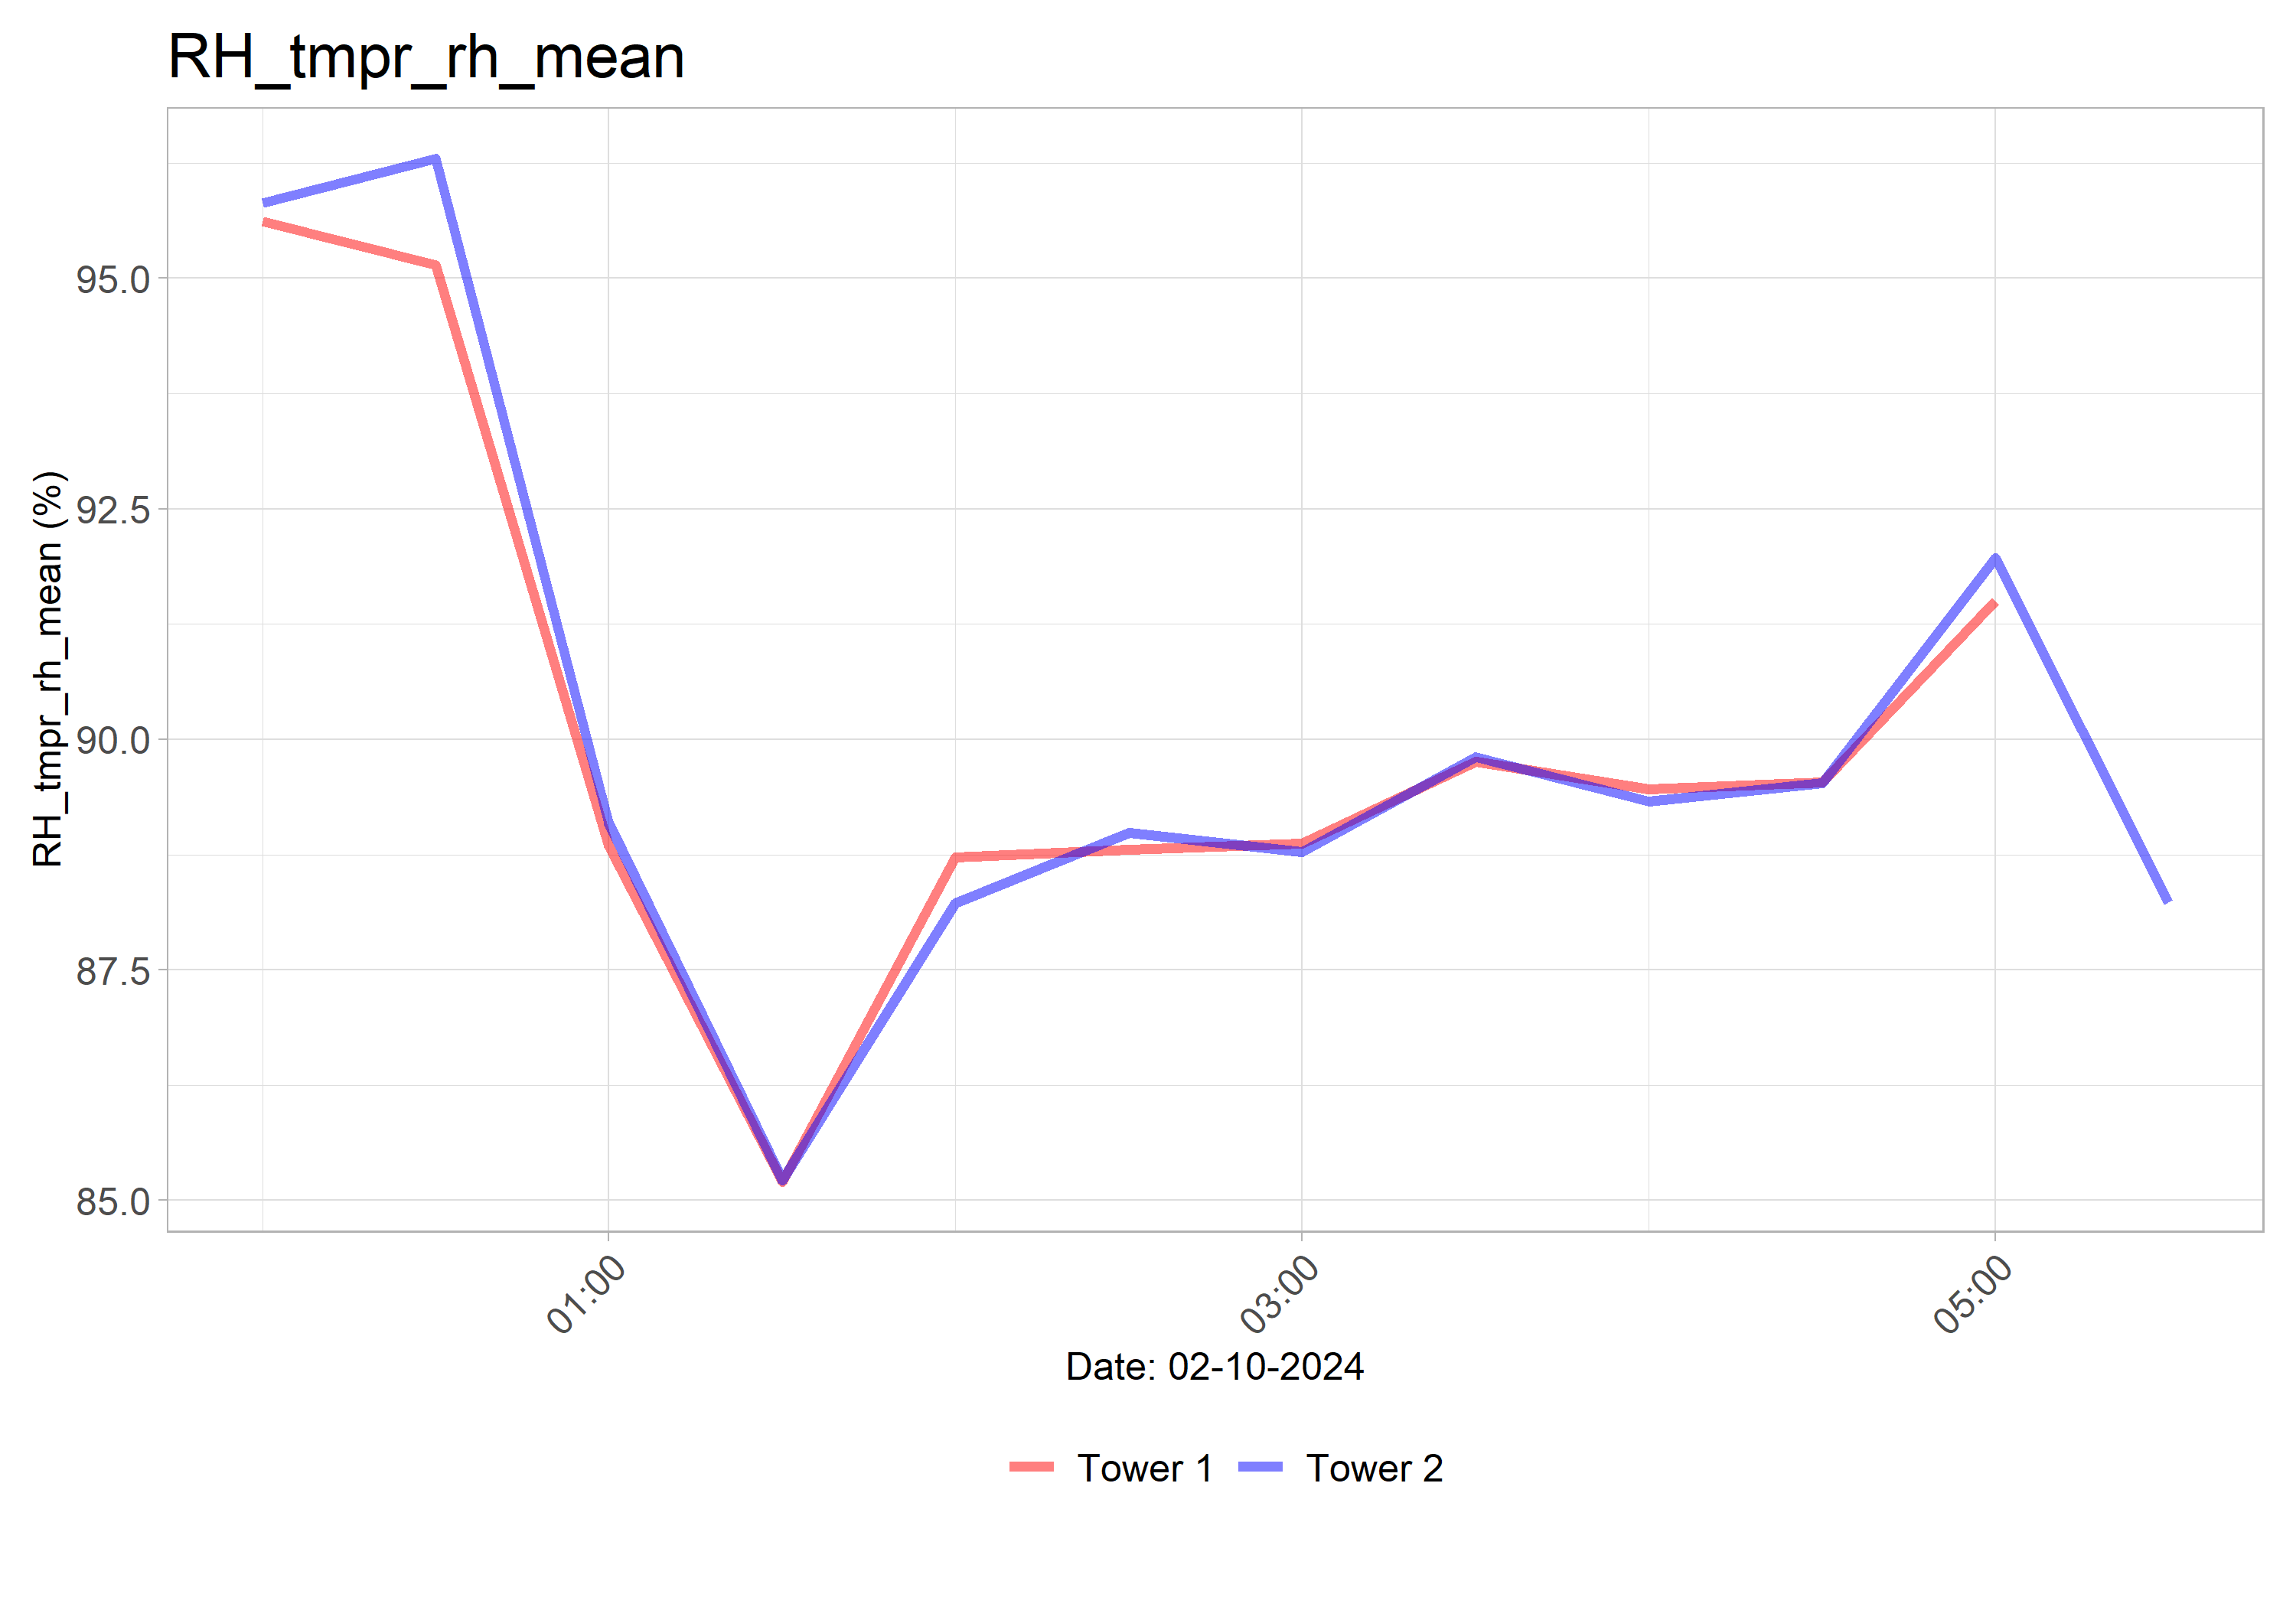 RH_tmpr_rh_mean
RH_tmpr_rh_mean (%)
95.0
92.5
90.0
87.5
85.0
01:00
03:00
05:00
Date: 02-10-2024
Tower 1
Tower 2